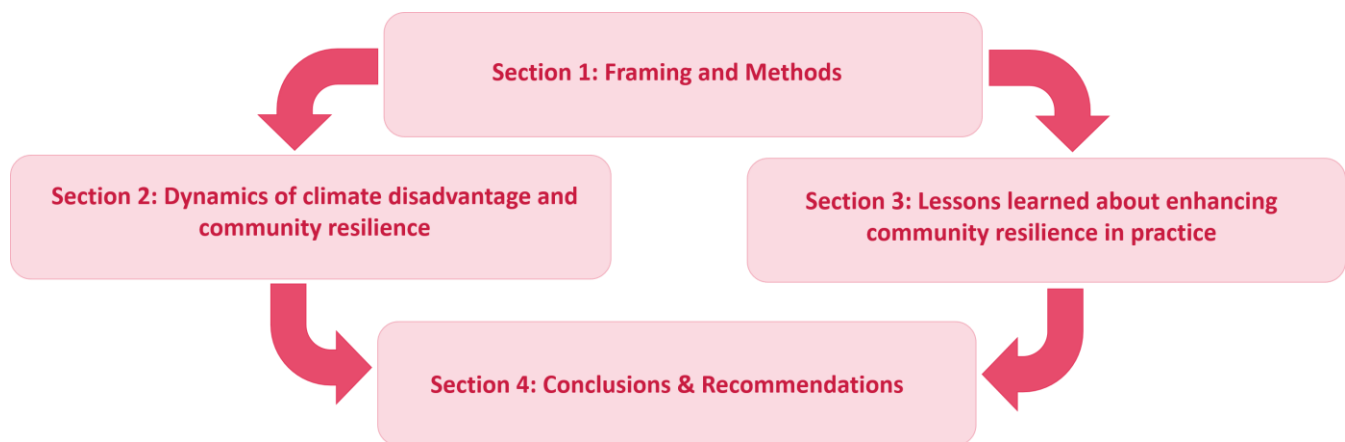 Section 1: Framing and Methods
Section 2: Dynamics of climate disadvantage and
community resilience
Section 3: Lessons learned about enhancing
community resilience in practice
Section 4: Conclusions & Recommendations